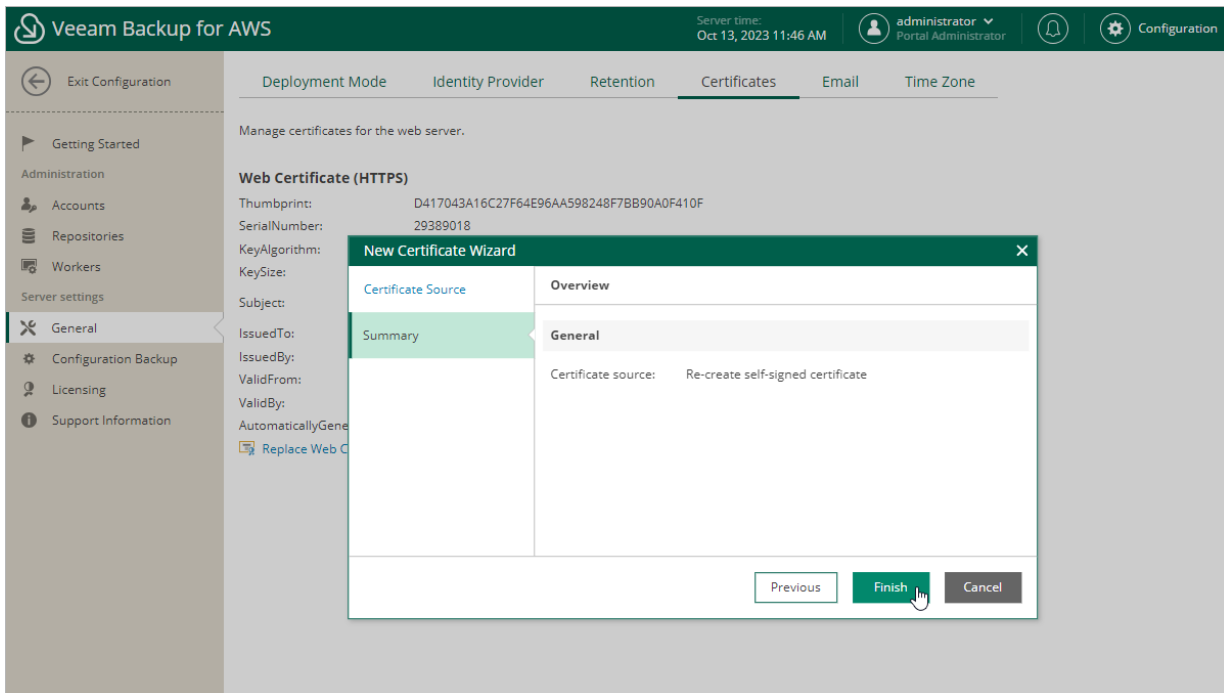 Veeam Backup for AWS
Server time:
Oct 13, 2023 11:46 AM
administrator
Portal Administrator
Configuration
Exit Configuration
Getting Started
Administration
Accounts
Repositories
Workers
Server settings
General
Configuration Backup
Licensing
Support Information
Deployment Mode Identity Provider Retention Certificates Email Time Zone
Manage certificates for the web server.
Web Certificate (HTTPS)
Thumbprint: D417043A16C27F64E96AA598248F7BB90A0F410F
SerialNumber: 29389018
KeyAlgorithm:
KeySize:
Subject:
IssuedTo:
IssuedBy:
ValidFrom:
ValidBy:
AutomaticallyGene
Replace Web C
New Certificate Wizard
Certificate Source
Summary
Overview
General
Certificate source: Re-create self-signed certificate
Previous Finish Cancel